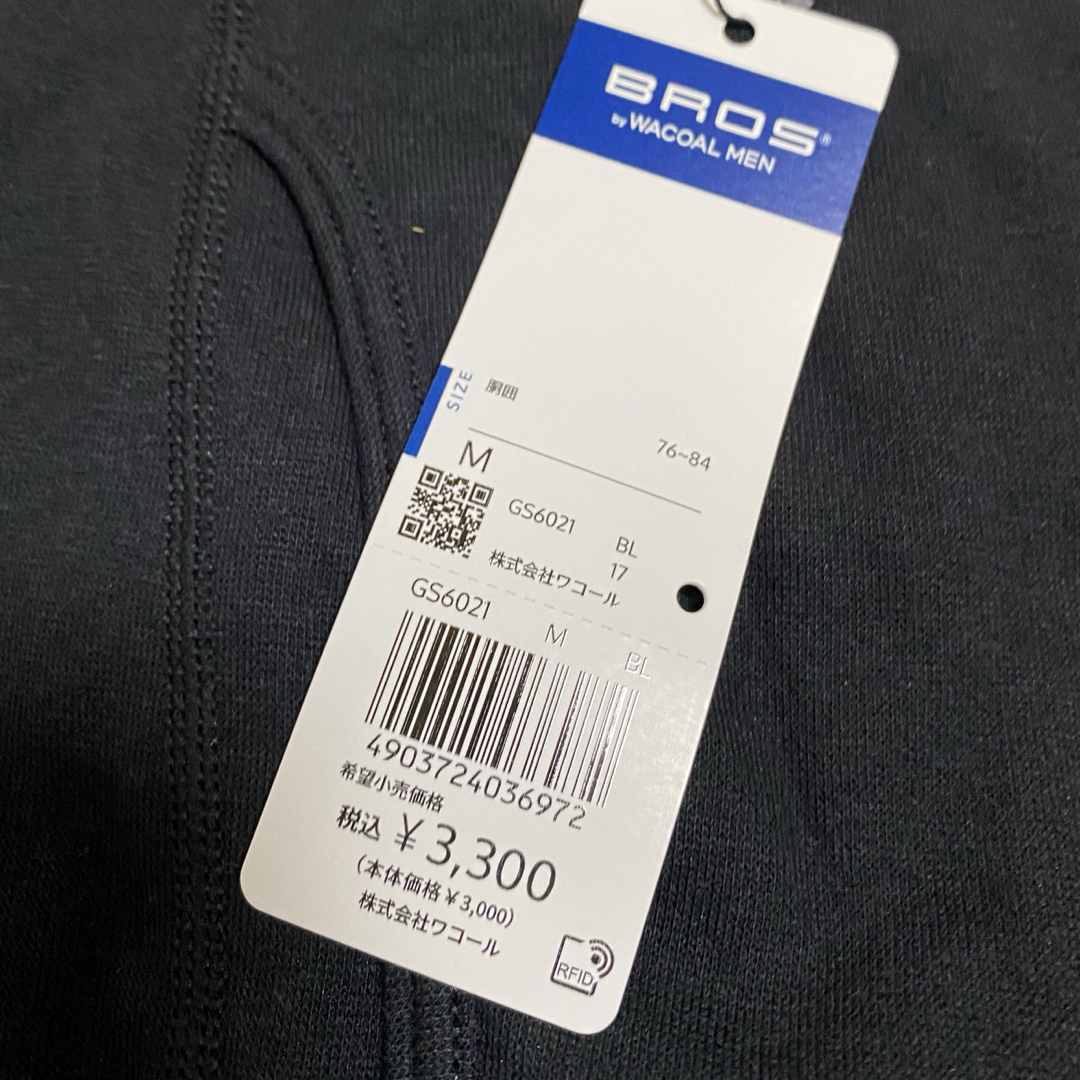 BROS®
by WACOAL MEN
SIZE
胴囲
76~84
M
GS6021
BL
17
株式会社ワコール
GS6021
M
BL
4903724036972
希望小売価格
税込 ¥3,300
(本体価格¥3,000)
株式会社ワコール
RFID